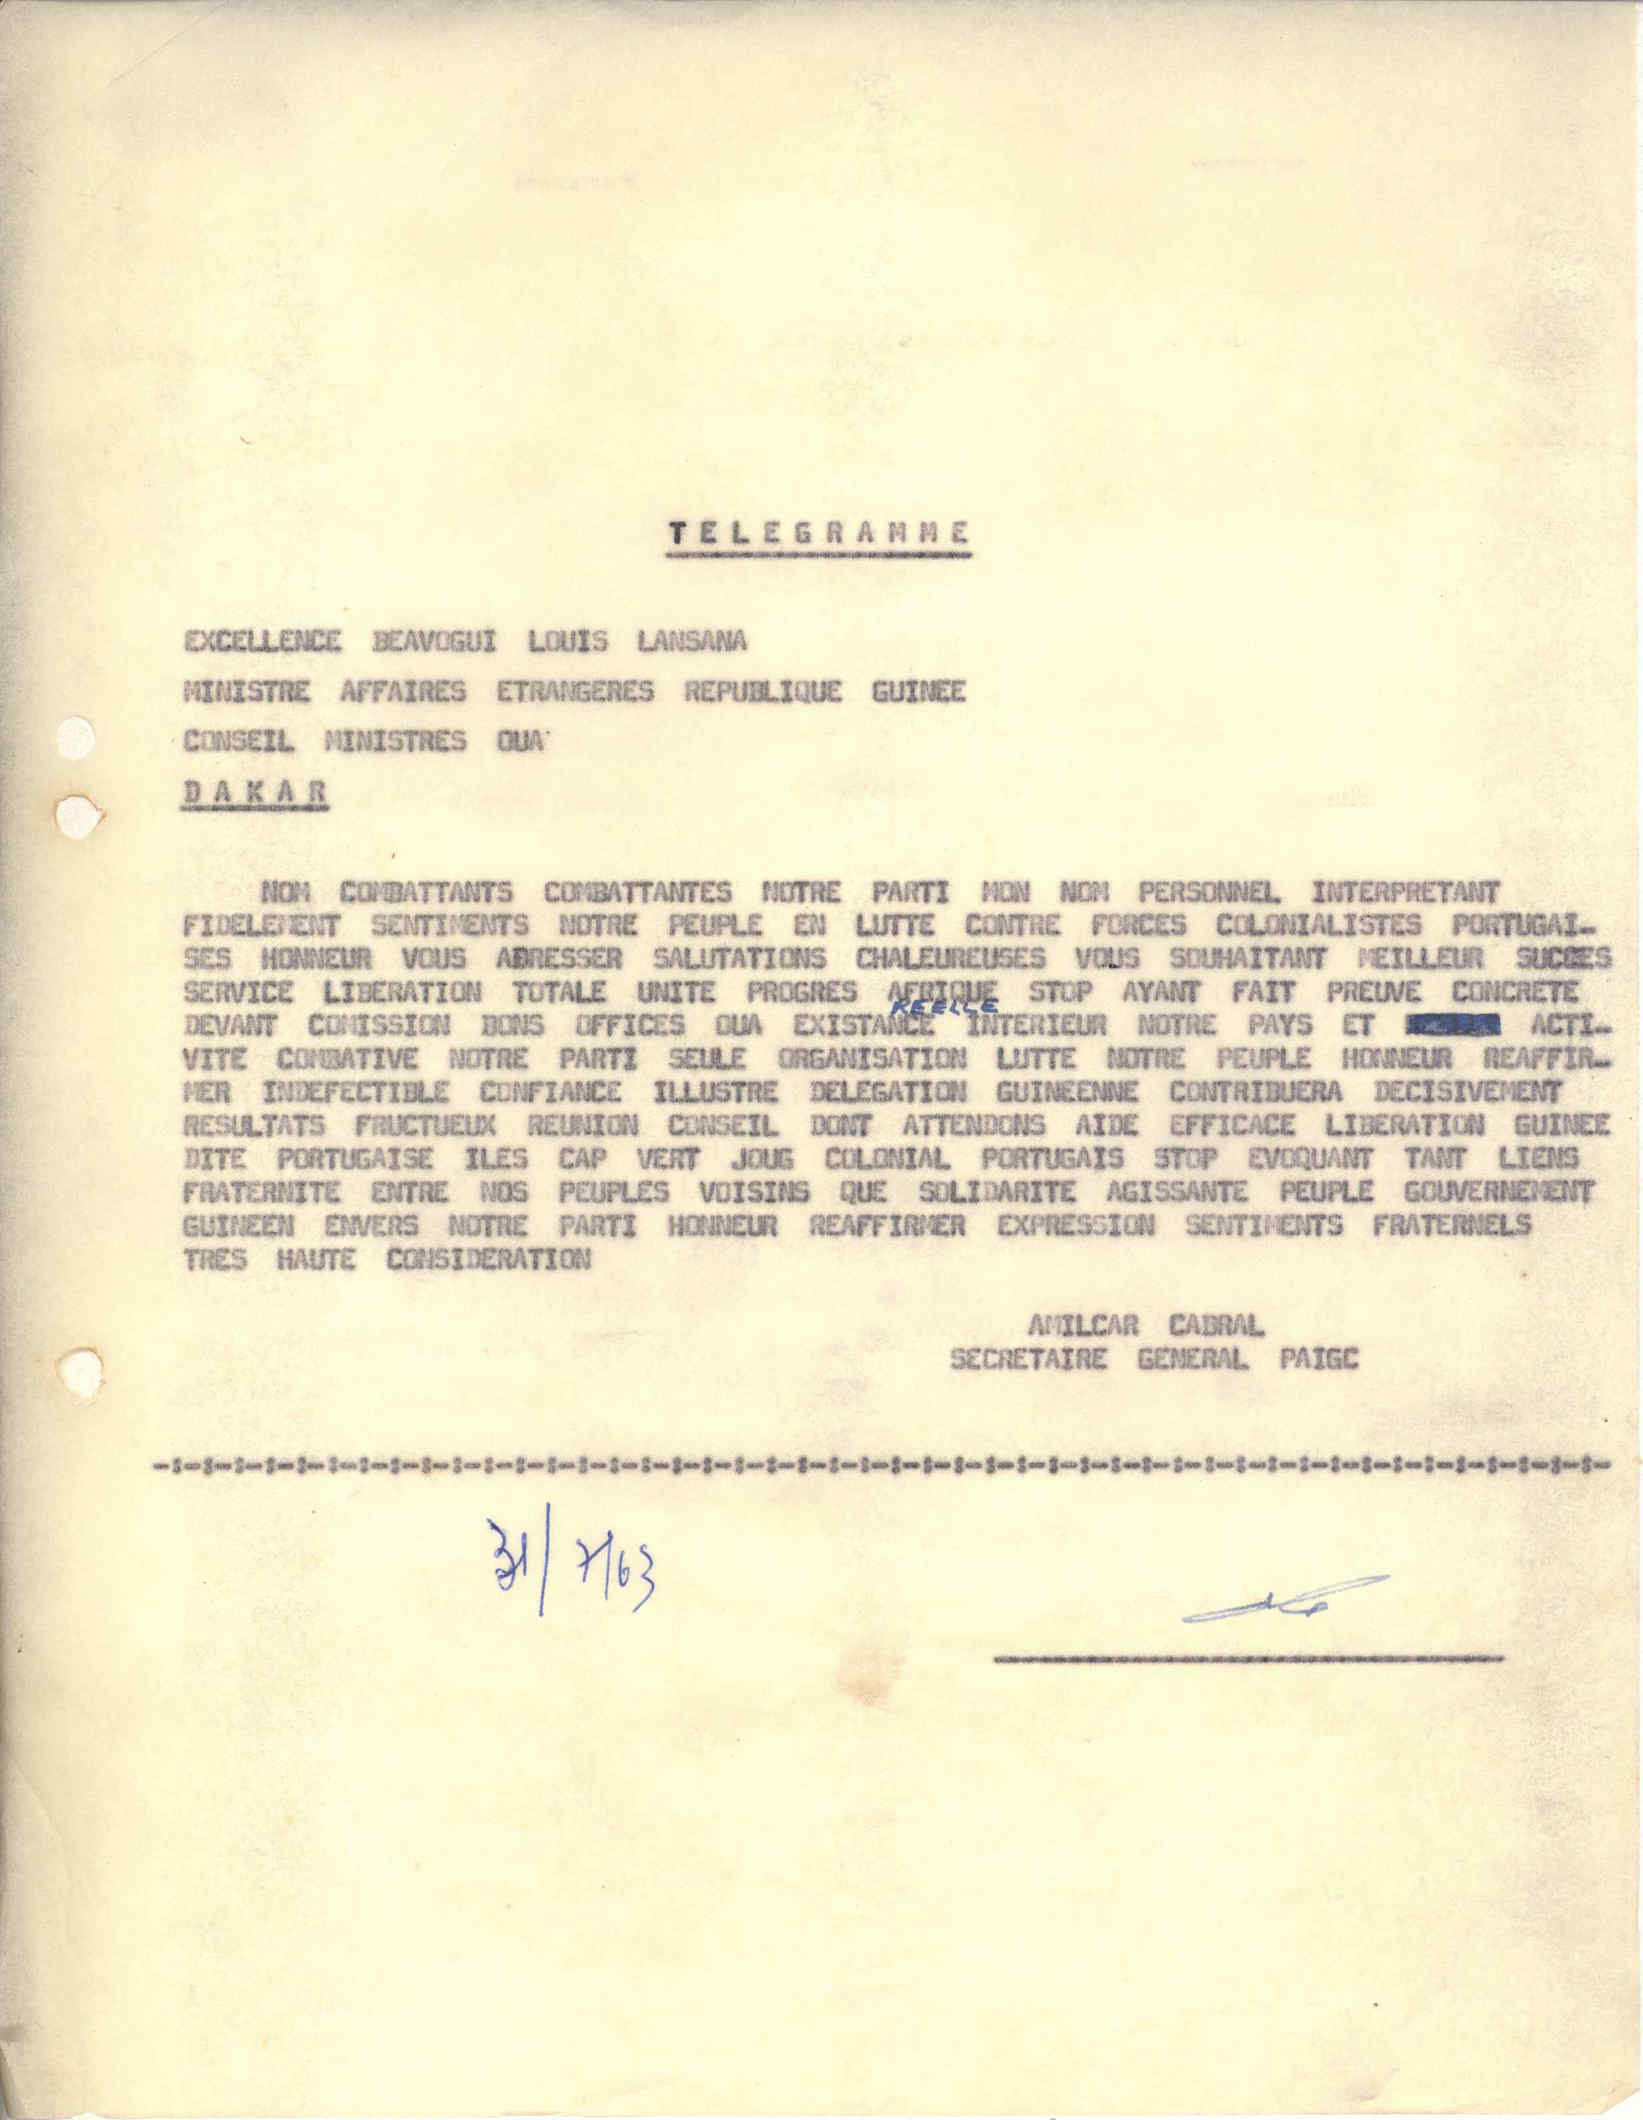 TELEGRAMME
EXCELLENCE BEAVOGUI LOUIS LANSANA
MINISTRE AFFAIRES ETRANGERES REPUBLIQUE GUINEE
CONSEIL MINISTRES OUA
DAKAR
NOM COMBATTANTS COMBATTANTES NOTRE PARTI MON NOM PERSONNEL INTERPRETANT
FIDELEMENT SENTIMENTS NOTRE PEUPLE EN LUTTE CONTRE FORCES COLONIALISTES PORTUGAI-
SES HONNEUR VOUS ADRESSER SALUTATIONS CHALEUREUSES VOUS SOUHAITANT MEILLEUR SUCCES
SERVICE LIBERATION TOTALE UNITE PROGRES AFRIQUE STOP AYANT FAIT PREUVE CONCRETE
REELLE
DEVANT COMISSION BONS OFFICES OUA EXISTANCE INTERIEUR NOTRE PAYS ET ACTI-
VITE COMBATIVE NOTRE PARTI SEULE ORGANISATION LUTTE NOTRE PEUPLE HONNEUR REAFFIR-
MER INDEFECTIBLE CONFIANCE ILLUSTRE DELEGATION GUINEENNE CONTRIBUERA DECISIVEMENT
RESULTATS FRUCTUEUX REUNION CONSEIL DONT ATTENDONS AIDE EFFICACE LIBERATION GUINEE
DITE PORTUGAISE ILES CAP VERT JOUG COLONIAL PORTUGAIS STOP EVOQUANT TANT LIENS
FRATERNITE ENTRE NOS PEUPLES VOISINS QUE SOLIDARITE AGISSANTE PEUPLE GOUVERNEMENT
GUINEEN ENVERS NOTRE PARTI HONNEUR REAFFIRMER EXPRESSION SENTIMENTS FRATERNELS
TRES HAUTE CONSIDERATION
AMILCAR CABRAL
SECRETAIRE GENERAL PAIGC
31/7/63